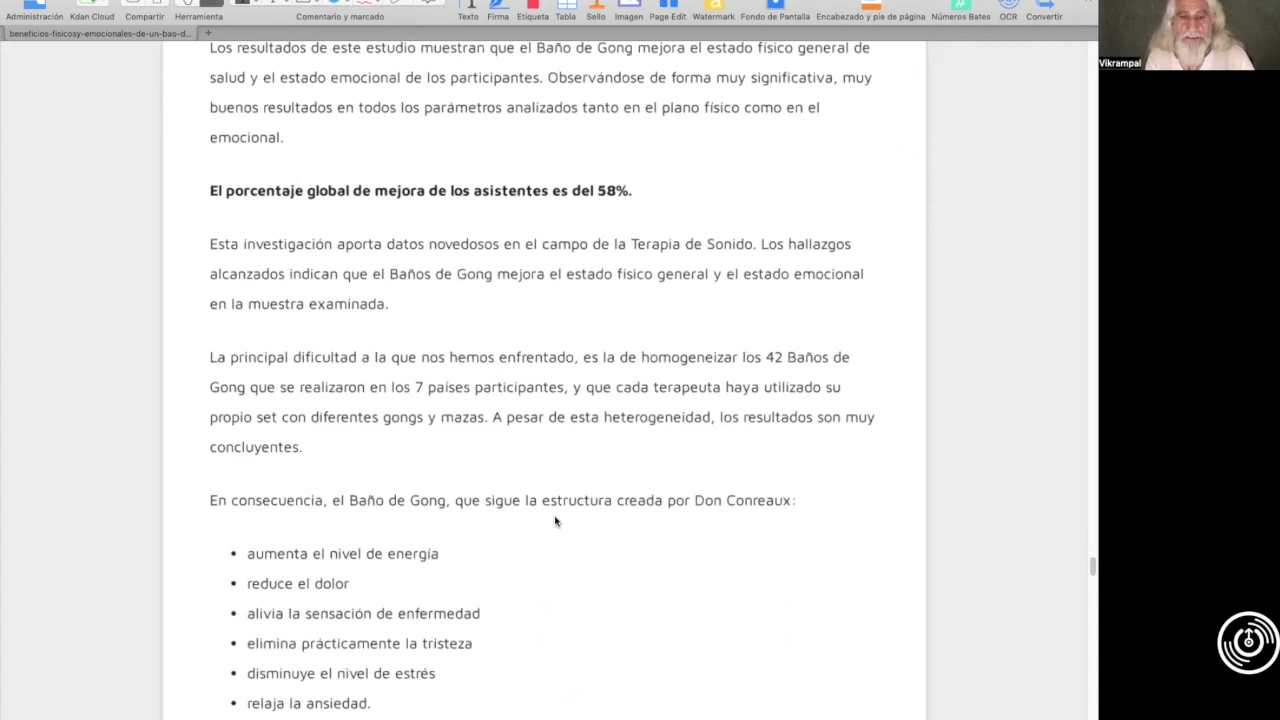 Administración Kdan Cloud Compartir Herramienta Comentario y marcado Texto Firma Etiqueta Tabla Sello Imagen Page Edit Watermark Fondo de Pantalla Encabezado y pie de página Números Bates OCR Convertir
beneficios-fisicosy-emocionales-de-un-bao-d... +
Vikrampal
Los resultados de este estudio muestran que el Baño de Gong mejora el estado físico general de
salud y el estado emocional de los participantes. Observándose de forma muy significativa, muy
buenos resultados en todos los parámetros analizados tanto en el plano físico como en el
emocional.
El porcentaje global de mejora de los asistentes es del 58%.
Esta investigación aporta datos novedosos en el campo de la Terapia de Sonido. Los hallazgos
alcanzados indican que el Baños de Gong mejora el estado físico general y el estado emocional
en la muestra examinada.
La principal dificultad a la que nos hemos enfrentado, es la de homogeneizar los 42 Baños de
Gong que se realizaron en los 7 países participantes, y que cada terapeuta haya utilizado su
propio set con diferentes gongs y mazas. A pesar de esta heterogeneidad, los resultados son muy
concluyentes.
En consecuencia, el Baño de Gong, que sigue la estructura creada por Don Conreaux:
• aumenta el nivel de energía
• reduce el dolor
• alivia la sensación de enfermedad
• elimina prácticamente la tristeza
• disminuye el nivel de estrés
• relaja la ansiedad.